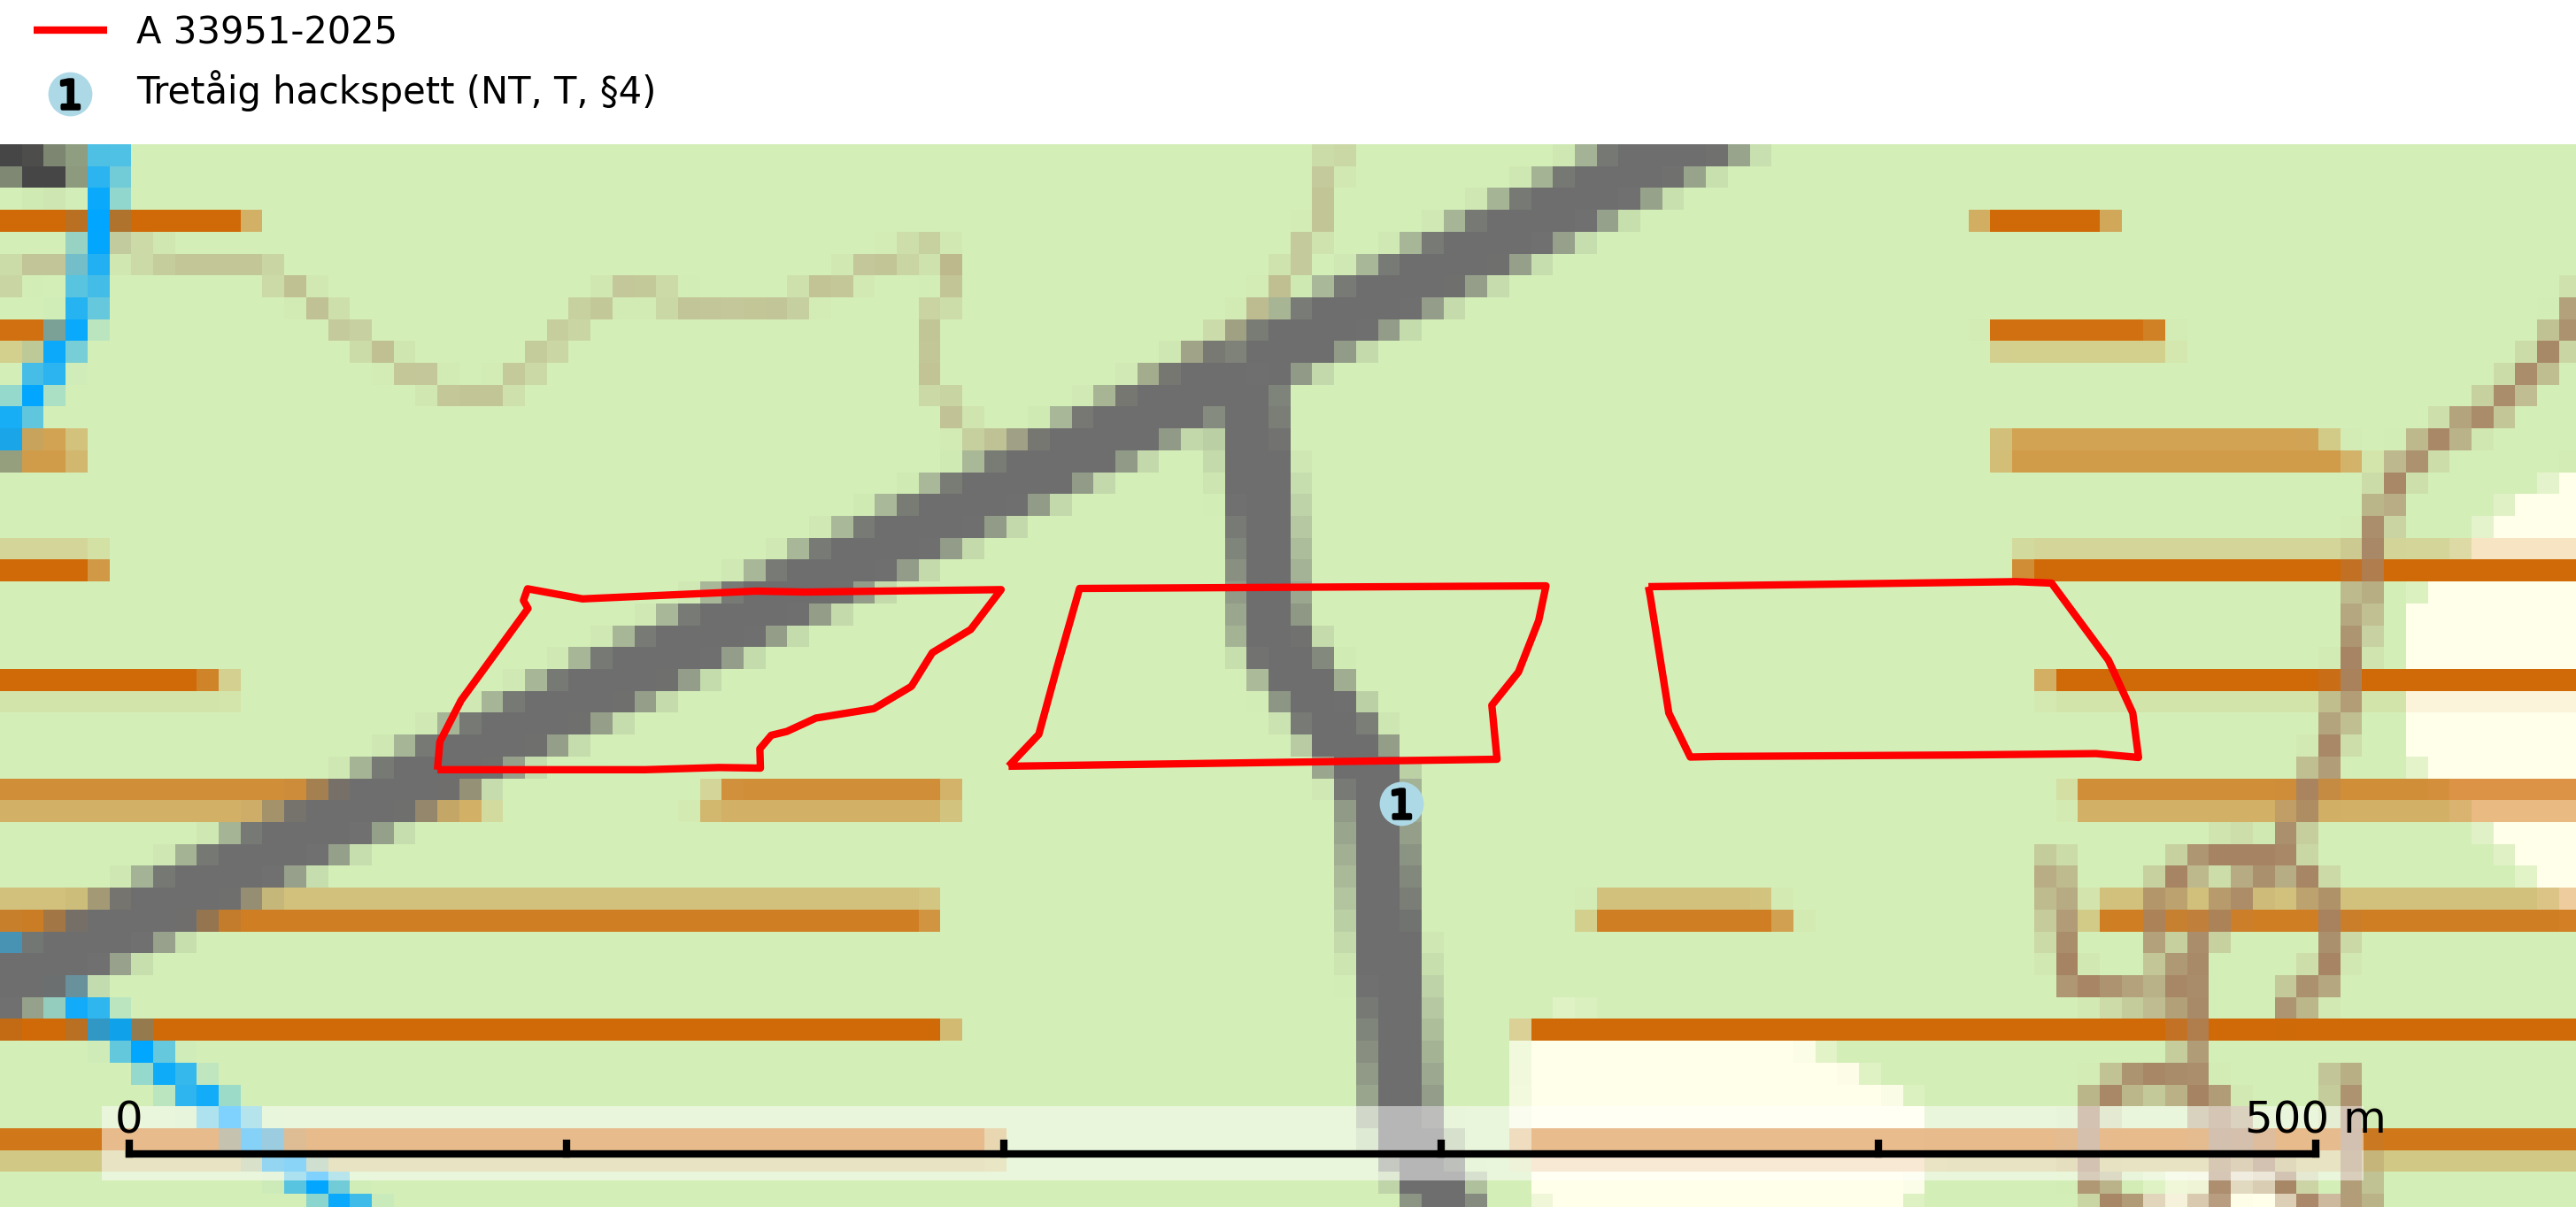 A 33951-2025
1 Tretåig hackspett (NT, T, §4)
1
0 500 m